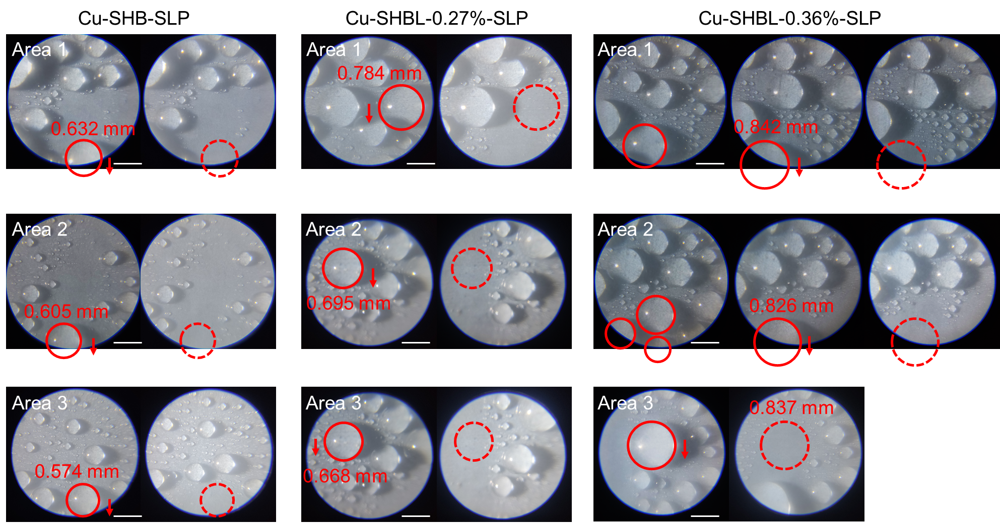 Cu-SHB-SLP
Cu-SHBL-0.27%-SLP
Cu-SHBL-0.36%-SLP
Area 1
0.632 mm
Area 1
0.784 mm
Area 1
0.842 mm
Area 2
0.605 mm
Area 2
0.695 mm
Area 2
0.826 mm
Area 3
0.574 mm
Area 3
0.668 mm
Area 3
0.837 mm